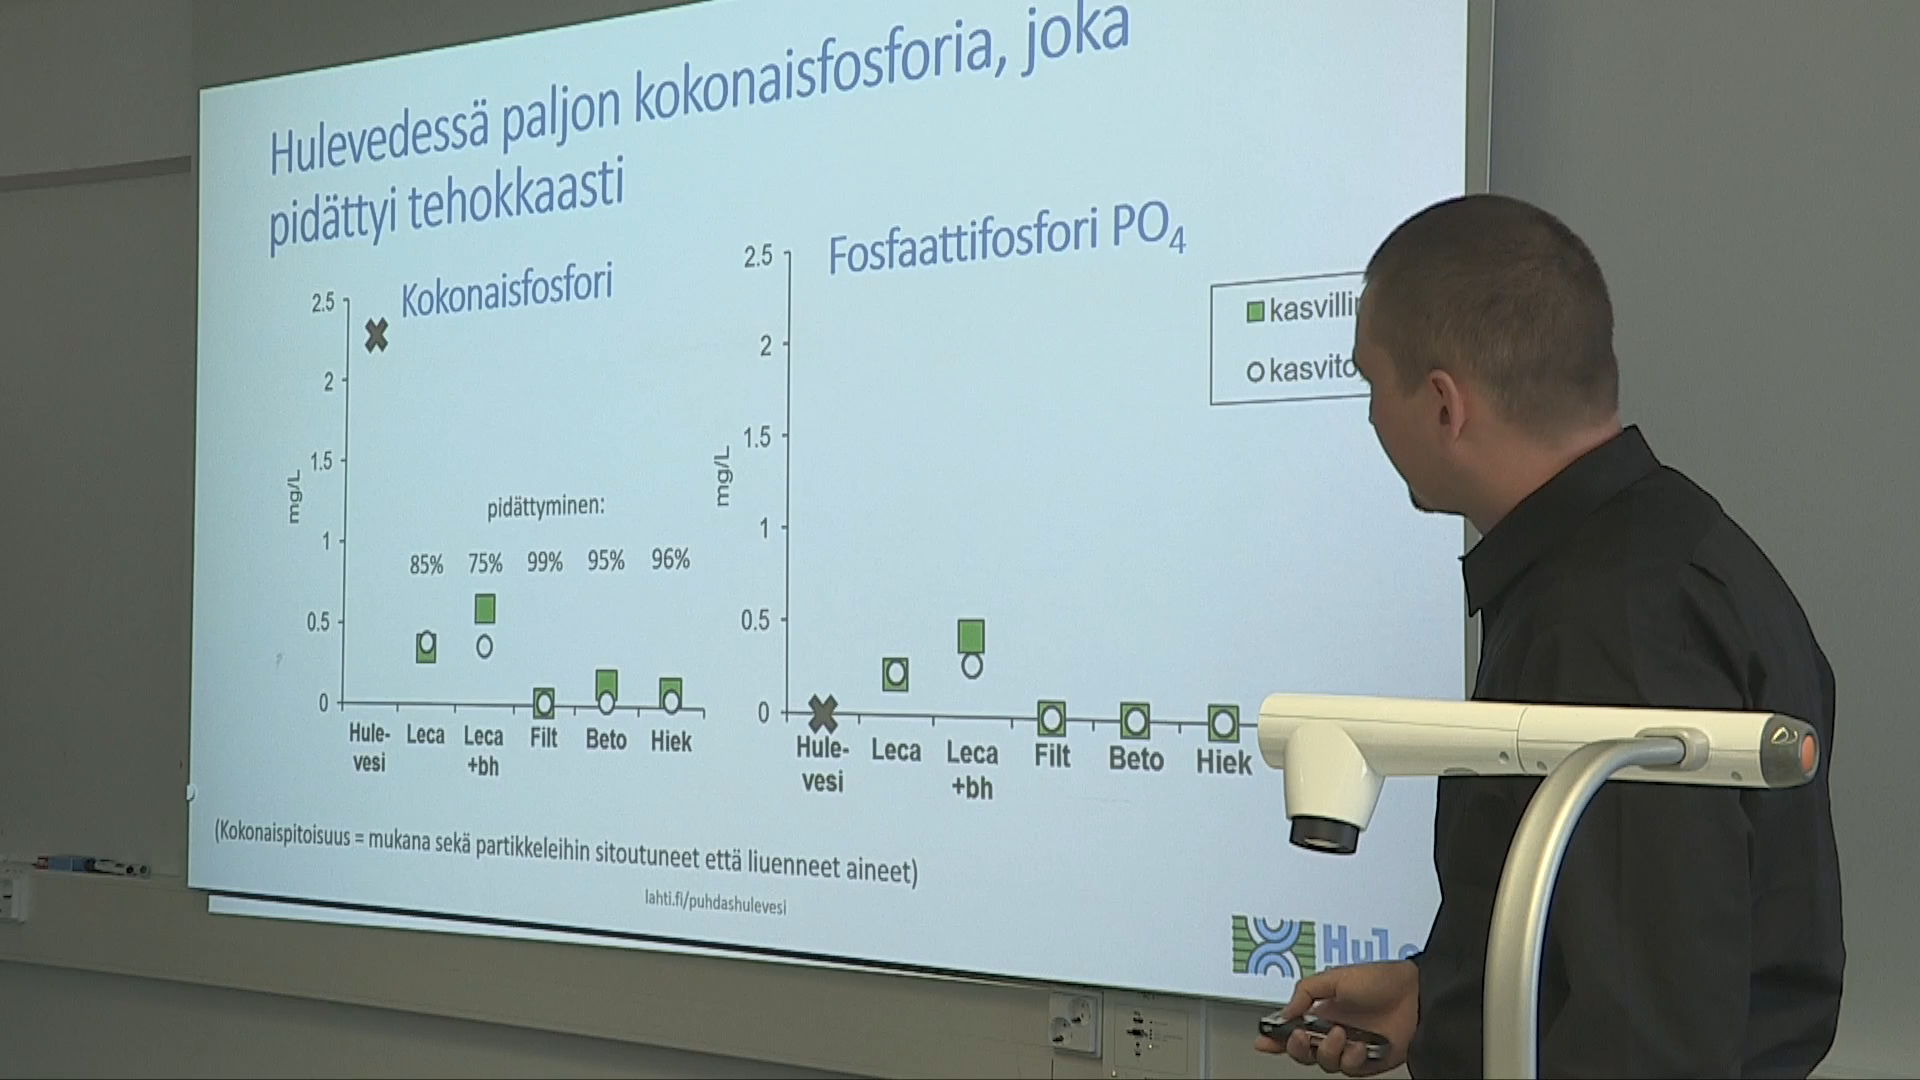 Hulevedessä paljon kokonaisfosforia, joka
pidättyi tehokkaasti
Kokonaisfosfori
2.5
2
1.5
1
0.5
0
mg/L
pidättyminen:
85% 75% 99% 95% 96%
Hule-
vesi
Leca
Leca
+bh
Filt
Beto
Hiek
Fosfaattifosfori PO4
2.5
2
1.5
1
0.5
0
mg/L
Hule-
vesi
Leca
Leca
+bh
Filt
Beto
Hiek
(Kokonaispitoisuus = mukana sekä partikkeleihin sitoutuneet että liuenneet aineet)
lahti.fi/puhdashulevesi